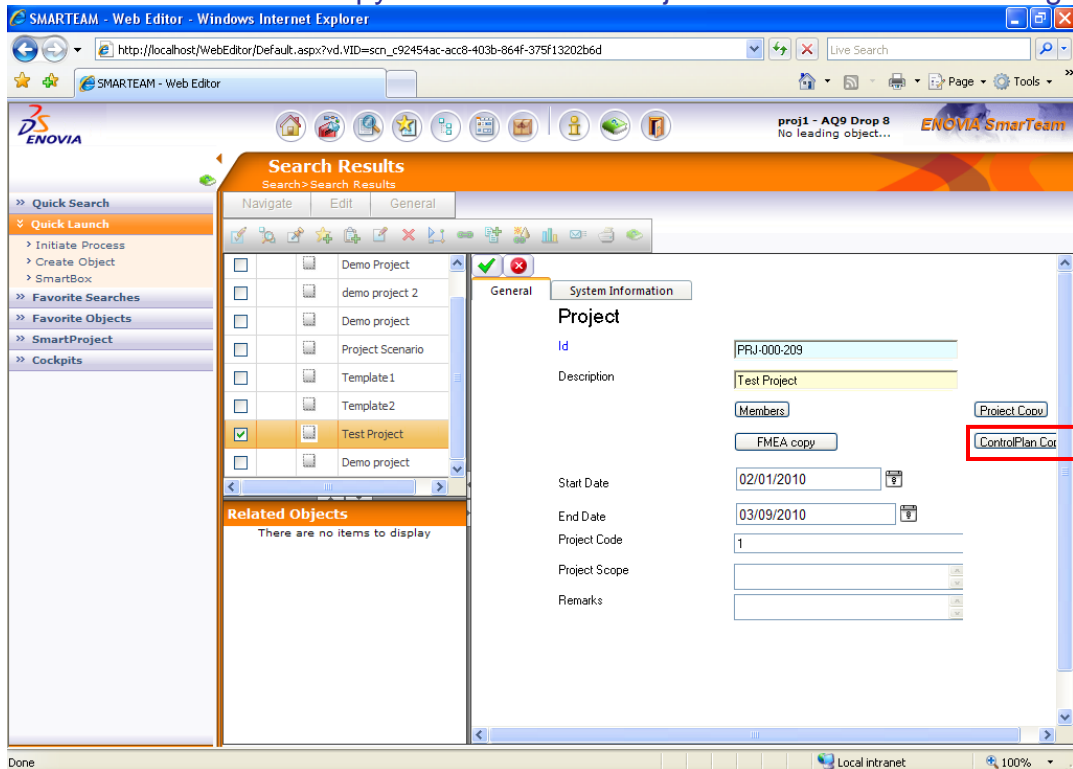 SMARTEAM - Web Editor - Windows Internet Explorer
http://localhost/WebEditor/Default.aspx?vd.VID=scn_c92454ac-acc8-403b-864f-375f13202b6d
Live Search
SMARTEAM - Web Editor
Page
Tools
»
ENOVIA
proj1 - AQ9 Drop 8
No leading object...
ENOVIA SmarTeam
Search Results
Search>Search Results
Quick Search
Quick Launch
Initiate Process
Create Object
SmartBox
Favorite Searches
Favorite Objects
SmartProject
Cockpits
Navigate Edit General
Demo Project
demo project 2
Demo project
Project Scenario
Template1
Template2
Test Project
Demo project
Related Objects
There are no items to display
General System Information
Project
Id PRJ-000-209
Description Test Project
Members Project Copy
FMEA copy ControlPlan Cop
Start Date 02/01/2010
End Date 03/09/2010
Project Code 1
Project Scope
Remarks
Done Local intranet 100%